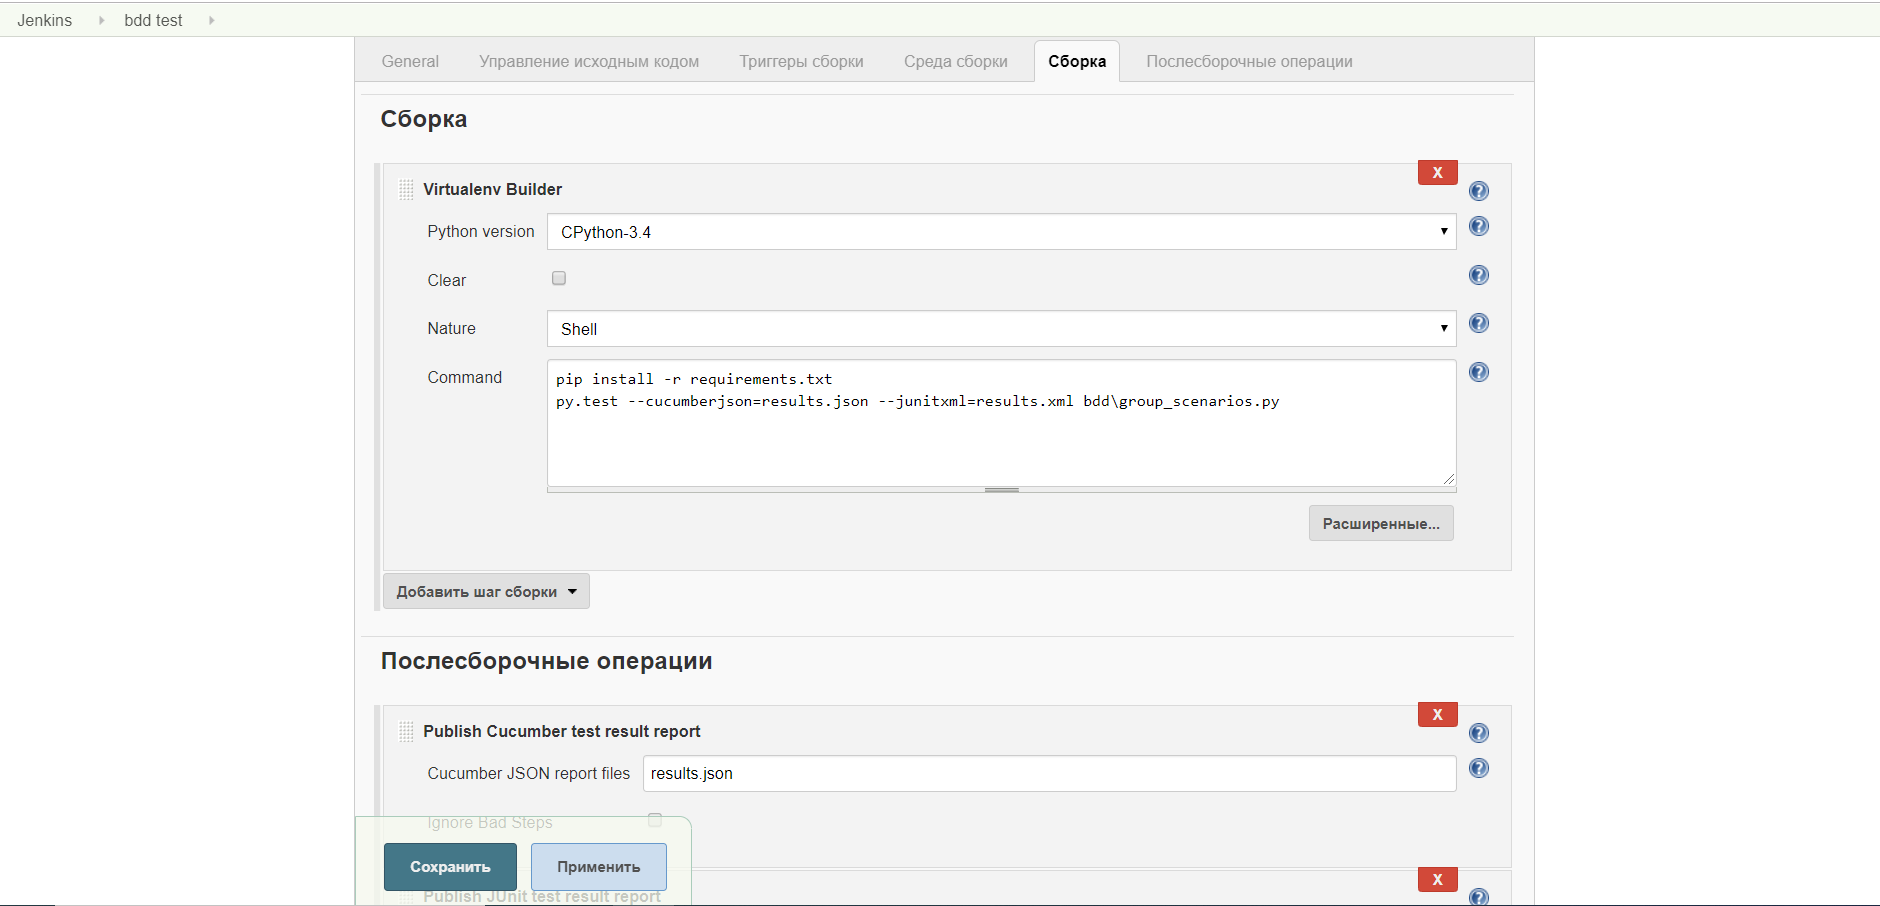 Jenkins bdd test
General Управление исходным кодом Триггеры сборки Среда сборки Сборка Послесборочные операции
Сборка
X
Virtualenv Builder
Python version CPython-3.4
Clear
Nature Shell
Command
pip install -r requirements.txt
py.test --cucumberjson=results.json --junitxml=results.xml bdd\group_scenarios.py
Расширенные...
Добавить шаг сборки
Послесборочные операции
X
Publish Cucumber test result report
Cucumber JSON report files results.json
Ignore Bad Steps
Сохранить Применить
X
Publish JUnit test result report